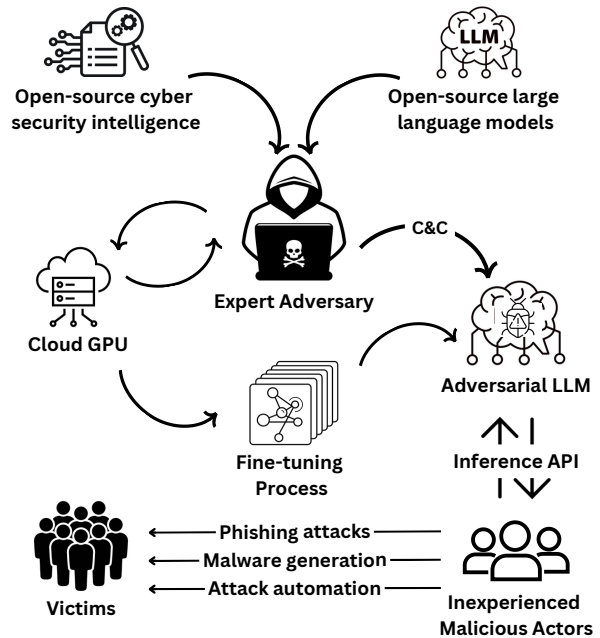 LLM
Open-source cyber
security intelligence
Open-source large
language models
C&C
Expert Adversary
Cloud GPU
Adversarial LLM
Fine-tuning
Process
Inference API
Phishing attacks
Malware generation
Attack automation
Victims
Inexperienced
Malicious Actors